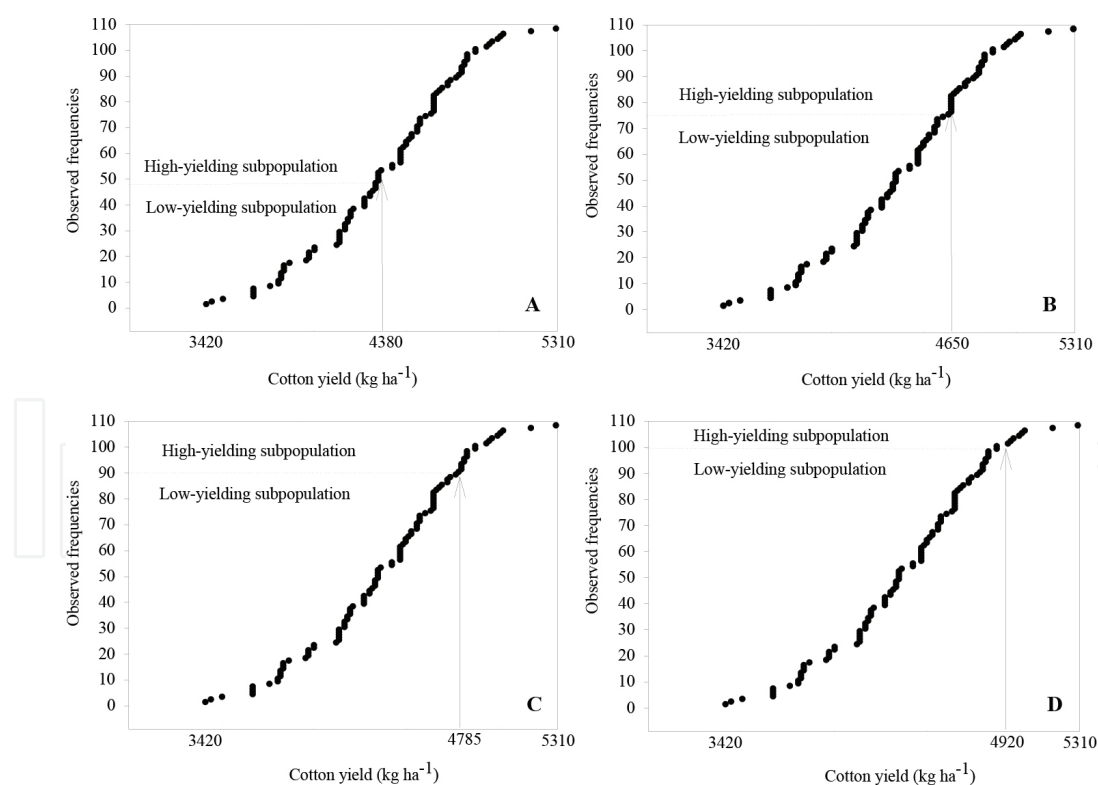 110
100
90
80
70
60
50
40
30
20
10
0
Observed frequencies
High-yielding subpopulation
Low-yielding subpopulation
A
3420 4380 5310
Cotton yield (kg ha-1)
110
100
90
80
70
60
50
40
30
20
10
0
Observed frequencies
High-yielding subpopulation
Low-yielding subpopulation
B
3420 4650 5310
Cotton yield (kg ha-1)
110
100
90
80
70
60
50
40
30
20
10
0
Observed frequencies
High-yielding subpopulation
Low-yielding subpopulation
C
3420 4785 5310
Cotton yield (kg ha-1)
110
100
90
80
70
60
50
40
30
20
10
0
Observed frequencies
High-yielding subpopulation
Low-yielding subpopulation
D
3420 4920 5310
Cotton yield (kg ha-1)